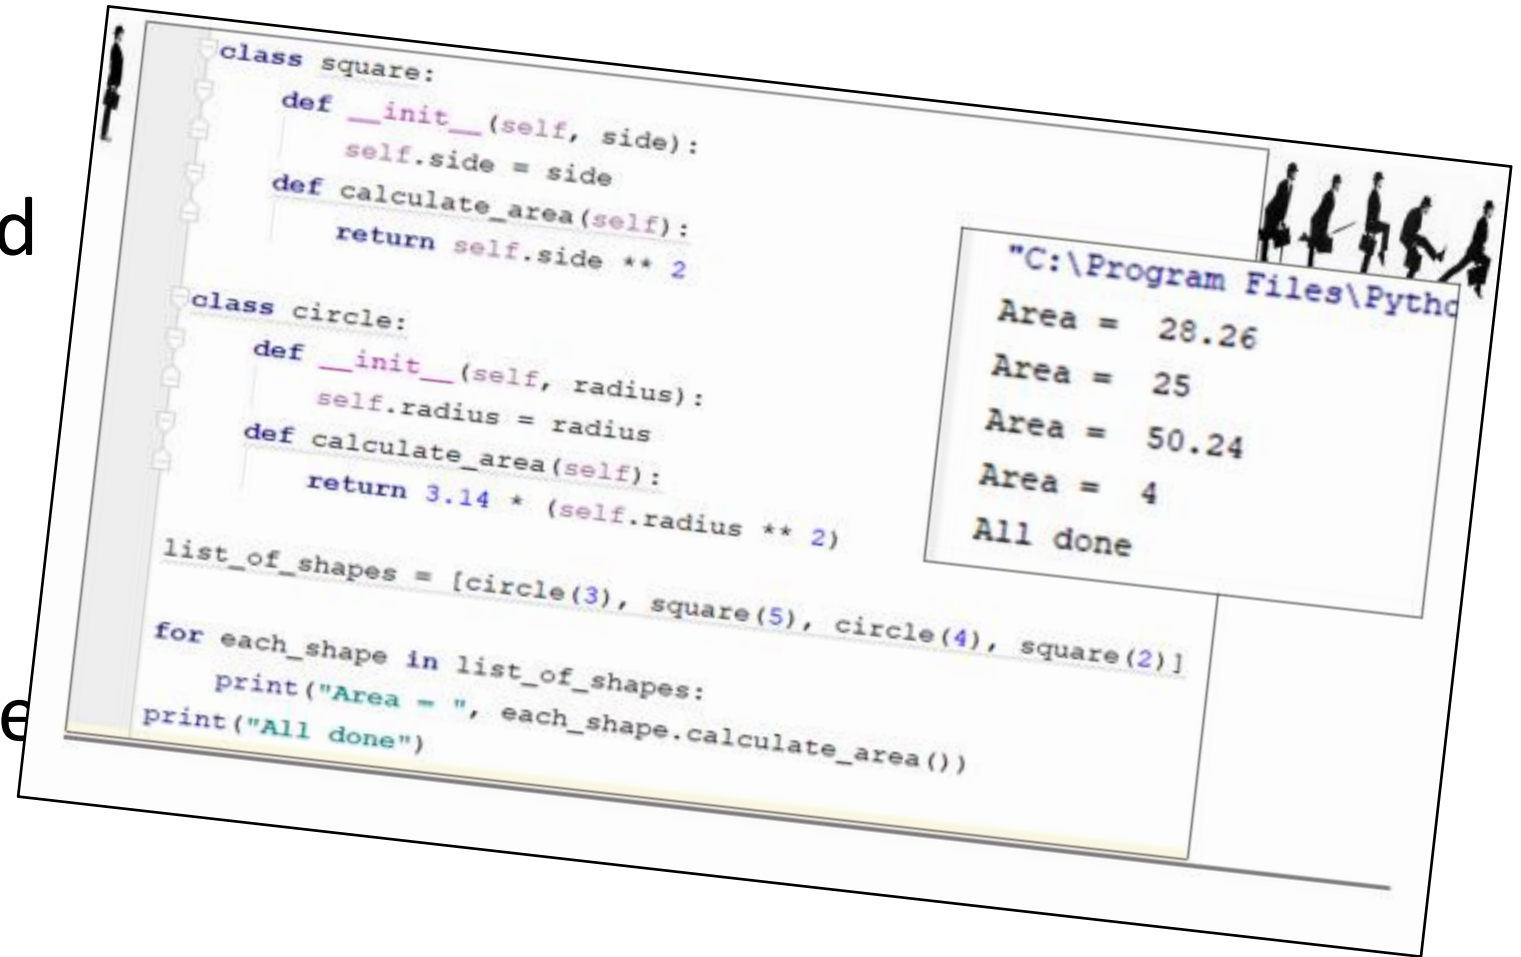 d
e
class square:
    def __init__(self, side):
        self.side = side
    def calculate_area(self):
        return self.side ** 2
class circle:
    def __init__(self, radius):
        self.radius = radius
    def calculate_area(self):
        return 3.14 * (self.radius ** 2)
list_of_shapes = [circle(3), square(5), circle(4), square(2)]
for each_shape in list_of_shapes:
    print("Area = ", each_shape.calculate_area())
print("All done")
"C:\Program Files\Pytho
Area =  28.26
Area =  25
Area =  50.24
Area =  4
All done